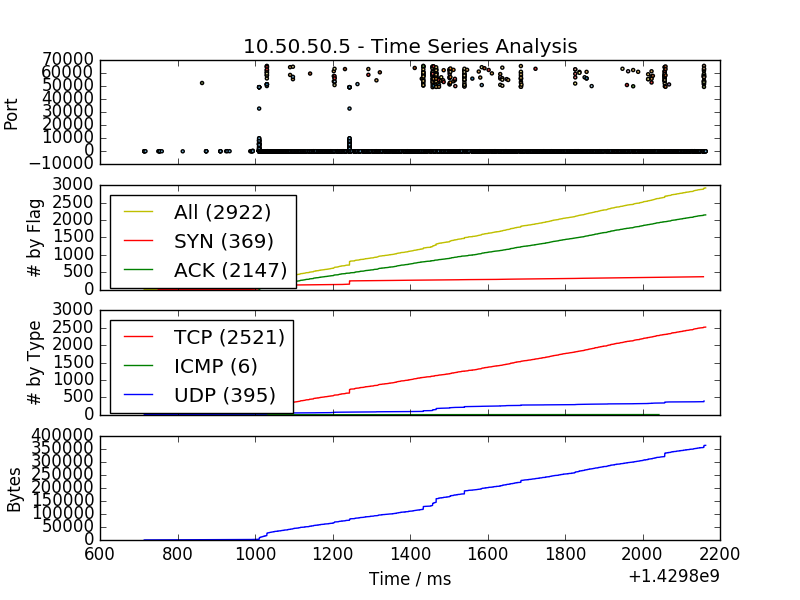 10.50.50.5 - Time Series Analysis
70000
60000
50000
40000
30000
20000
10000
0
−10000
Port
3000
2500
2000
1500
1000
500
0
# by Flag
All (2922)
SYN (369)
ACK (2147)
3000
2500
2000
1500
1000
500
0
# by Type
TCP (2521)
ICMP (6)
UDP (395)
400000
350000
300000
250000
200000
150000
100000
50000
0
Bytes
600 800 1000 1200 1400 1600 1800 2000 2200
Time / ms
+1.4298e9